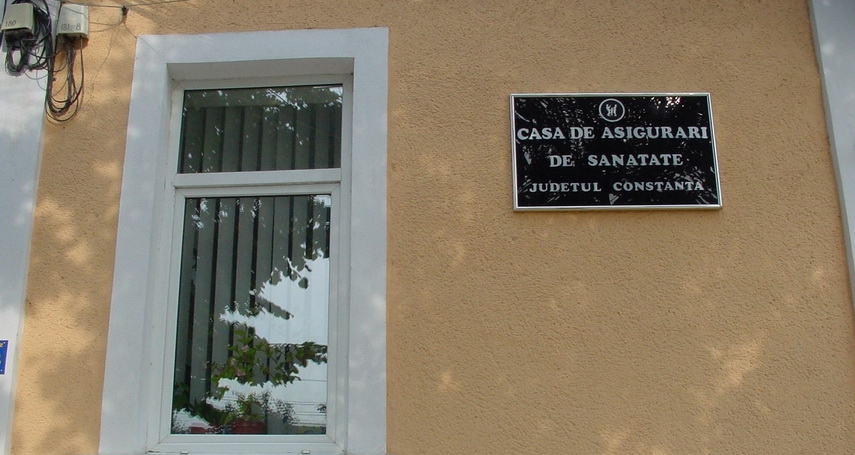 CASA DE ASIGURARI
DE SANATATE
JUDETUL CONSTANTA